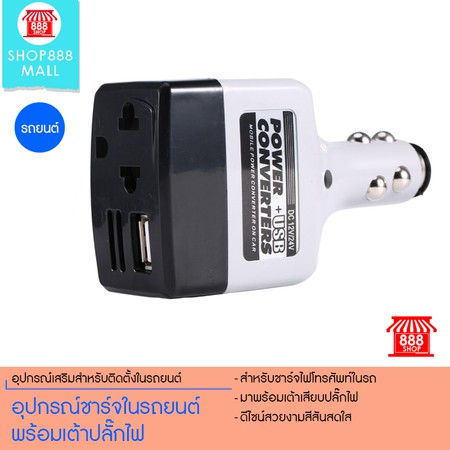 888
SHOP
SHOP888
MALL
รถยนต์
POWER
CONVERTERS
+USB
MOBILE POWER CONVERTER ON CAR
DC12V/24V
888
SHOP
อุปกรณ์เสริมสำหรับติดตั้งในรถยนต์
อุปกรณ์ชาร์จในรถยนต์
พร้อมเต้าปลั๊กไฟ
- สำหรับชาร์จไฟโทรศัพท์ในรถ
- มาพร้อมเต้าเสียบปลั๊กไฟ
- ดีไซน์สวยงามสีสันสดใส
888
SHOP